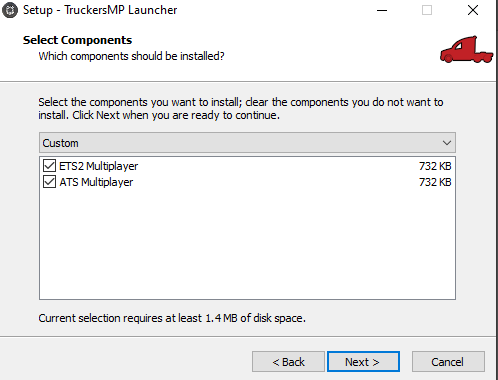 Setup - TruckersMP Launcher
Select Components
Which components should be installed?
Select the components you want to install; clear the components you do not want to
install. Click Next when you are ready to continue.
Custom
ETS2 Multiplayer 732 KB
ATS Multiplayer 732 KB
Current selection requires at least 1.4 MB of disk space.
< Back Next > Cancel